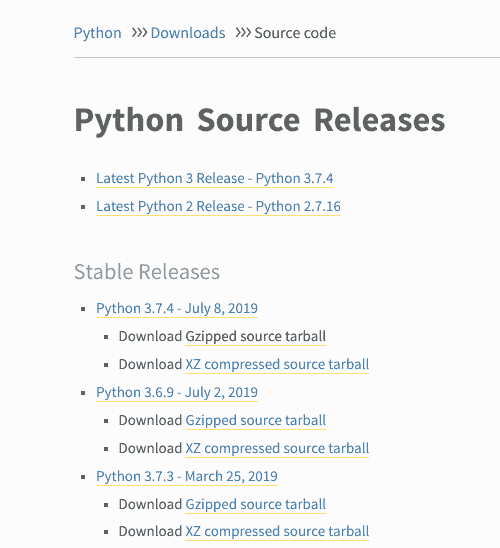 Python >>> Downloads >>> Source code
Python Source Releases
Latest Python 3 Release - Python 3.7.4
Latest Python 2 Release - Python 2.7.16
Stable Releases
Python 3.7.4 - July 8, 2019
Download Gzipped source tarball
Download XZ compressed source tarball
Python 3.6.9 - July 2, 2019
Download Gzipped source tarball
Download XZ compressed source tarball
Python 3.7.3 - March 25, 2019
Download Gzipped source tarball
Download XZ compressed source tarball